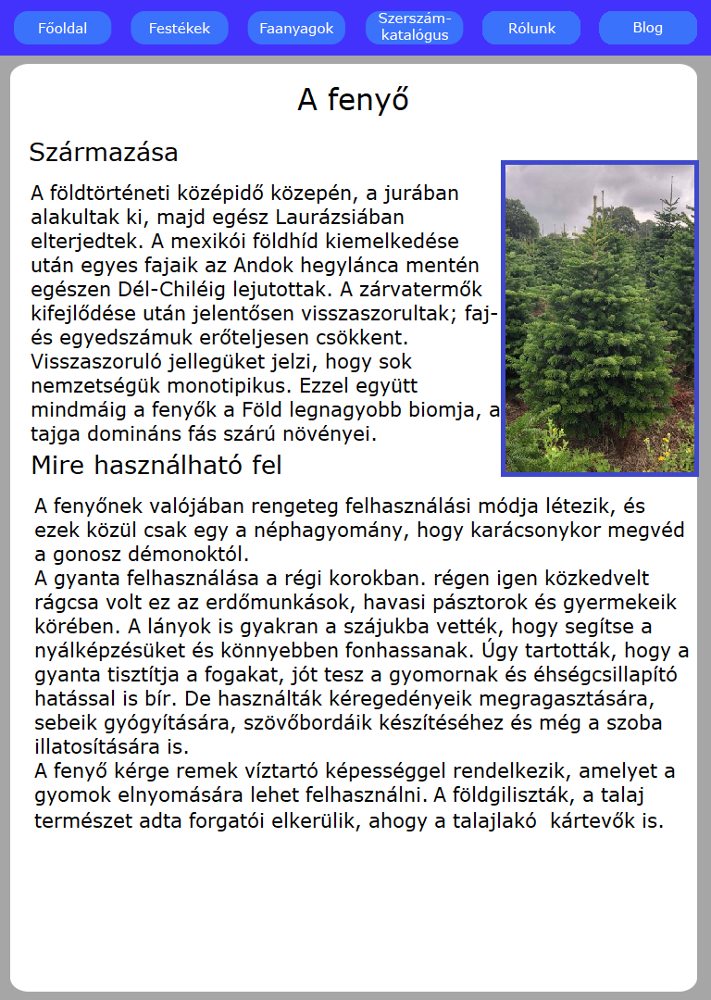 Főoldal
Festékek
Faanyagok
Szerszám-
katalógus
Rólunk
Blog
A fenyő
Származása
A földtörténeti középidő közepén, a jurában
alakultak ki, majd egész Laurázsiában
elterjedtek. A mexikói földhíd kiemelkedése
után egyes fajaik az Andok hegylánca mentén
egészen Dél-Chiléig lejutottak. A zárvatermők
kifejlődése után jelentősen visszaszorultak; faj-
és egyedszámuk erőteljesen csökkent.
Visszaszoruló jellegüket jelzi, hogy sok
nemzetségük monotipikus. Ezzel együtt
mindmáig a fenyők a Föld legnagyobb biomja, a
tajga domináns fás szárú növényei.
Mire használható fel
A fenyőnek valójában rengeteg felhasználási módja létezik, és
ezek közül csak egy a néphagyomány, hogy karácsonykor megvéd
a gonosz démonoktól.
A gyanta felhasználása a régi korokban. régen igen közkedvelt
rágcsa volt ez az erdőmunkások, havasi pásztorok és gyermekeik
körében. A lányok is gyakran a szájukba vették, hogy segítse a
nyálképzésüket és könnyebben fonhassanak. Úgy tartották, hogy a
gyanta tisztítja a fogakat, jót tesz a gyomornak és éhségcsillapító
hatással is bír. De használták kéregedényeik megragasztására,
sebeik gyógyítására, szövőbordáik készítéséhez és még a szoba
illatosítására is.
A fenyő kérge remek víztartó képességgel rendelkezik, amelyet a
gyomok elnyomására lehet felhasználni. A földgiliszták, a talaj
természet adta forgatói elkerülik, ahogy a talajlakó  kártevők is.